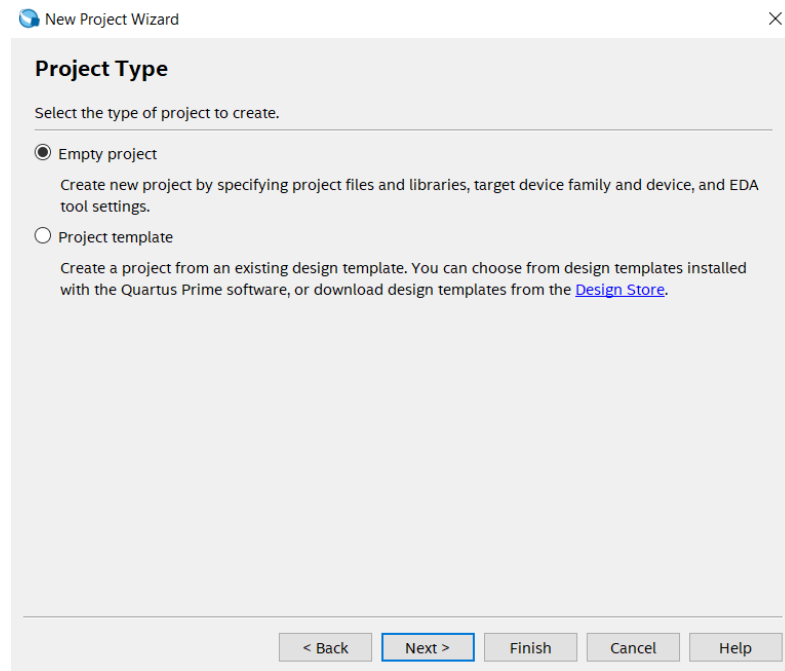 New Project Wizard
Project Type
Select the type of project to create.
Empty project
Create new project by specifying project files and libraries, target device family and device, and EDA
tool settings.
Project template
Create a project from an existing design template. You can choose from design templates installed
with the Quartus Prime software, or download design templates from the Design Store.
< Back Next > Finish Cancel Help